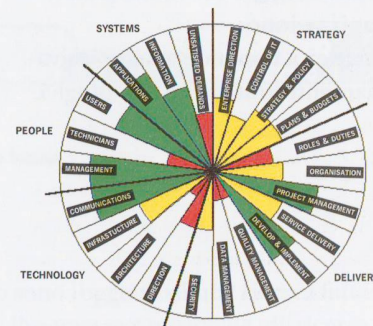 SYSTEMS
STRATEGY
PEOPLE
TECHNOLOGY
DELIVER
ENTERPRISE DIRECTION
CONTROL OF IT
STRATEGY & POLICY
PLANS & BUDGETS
ROLES & DUTIES
ORGANISATION
PROJECT MANAGEMENT
SERVICE DELIVERY
DEVELOP & IMPLEMENT
QUALITY MANAGEMENT
DATA MANAGEMENT
SECURITY
DIRECTION
ARCHITECTURE
INFRASTUCTURE
COMMUNICATIONS
MANAGEMENT
TECHNICIANS
USERS
APPLICATIONS
INFORMATION
UNSATISFIED DEMANDS